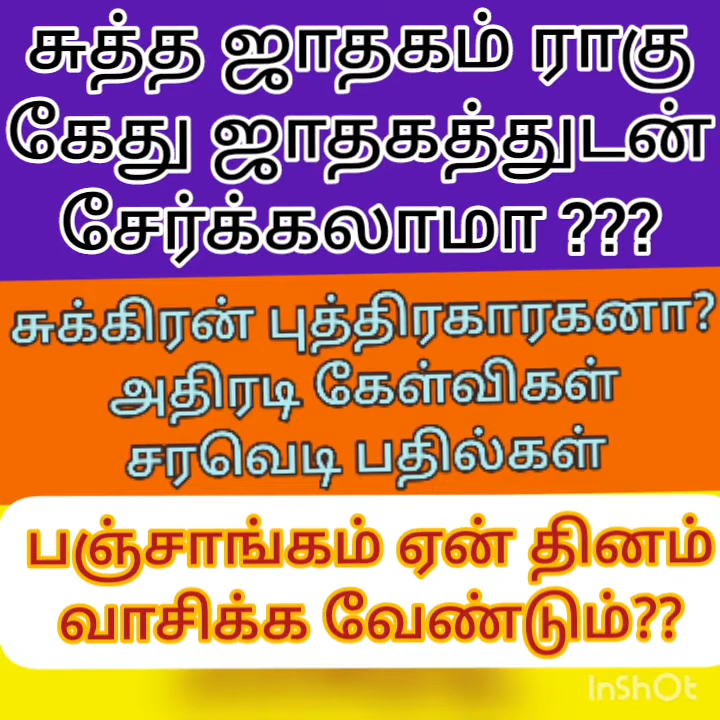 சுத்த ஜாதகம் ராகு
கேது ஜாதகத்துடன்
சேர்க்கலாமா ???
சுக்கிரன் புத்திரகாரகனா?
அதிரடி கேள்விகள்
சரவெடி பதில்கள்
பஞ்சாங்கம் ஏன் தினம்
வாசிக்க வேண்டும்??
InShOt